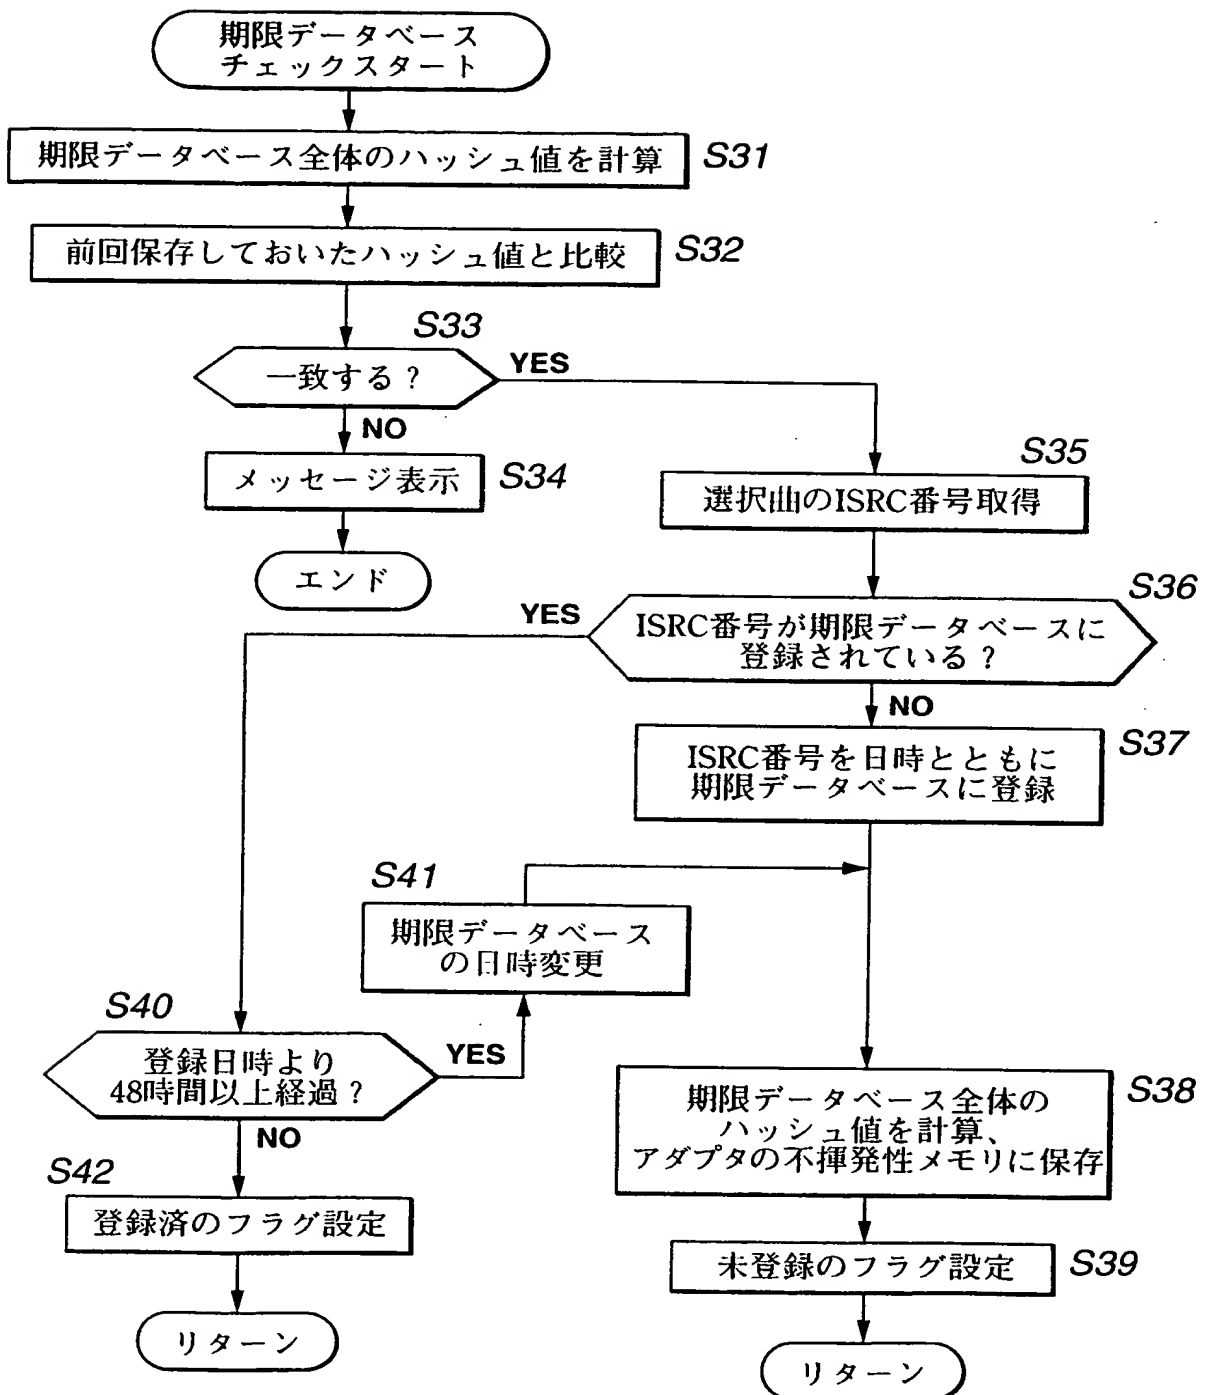 期限データベース
チェックスタート
期限データベース全体のハッシュ値を計算
S31
前回保存しておいたハッシュ値と比較
S32
S33
一致する?
YES
NO
メッセージ表示
S34
エンド
S35
選択曲のISRC番号取得
S36
YES
ISRC番号が期限データベースに
登録されている?
NO
S37
ISRC番号を日時とともに
期限データベースに登録
S41
期限データベース
の日時変更
S40
登録日時より
48時間以上経過?
YES
NO
S38
期限データベース全体の
ハッシュ値を計算、
アダプタの不揮発性メモリに保存
S42
登録済のフラグ設定
リターン
未登録のフラグ設定
S39
リターン